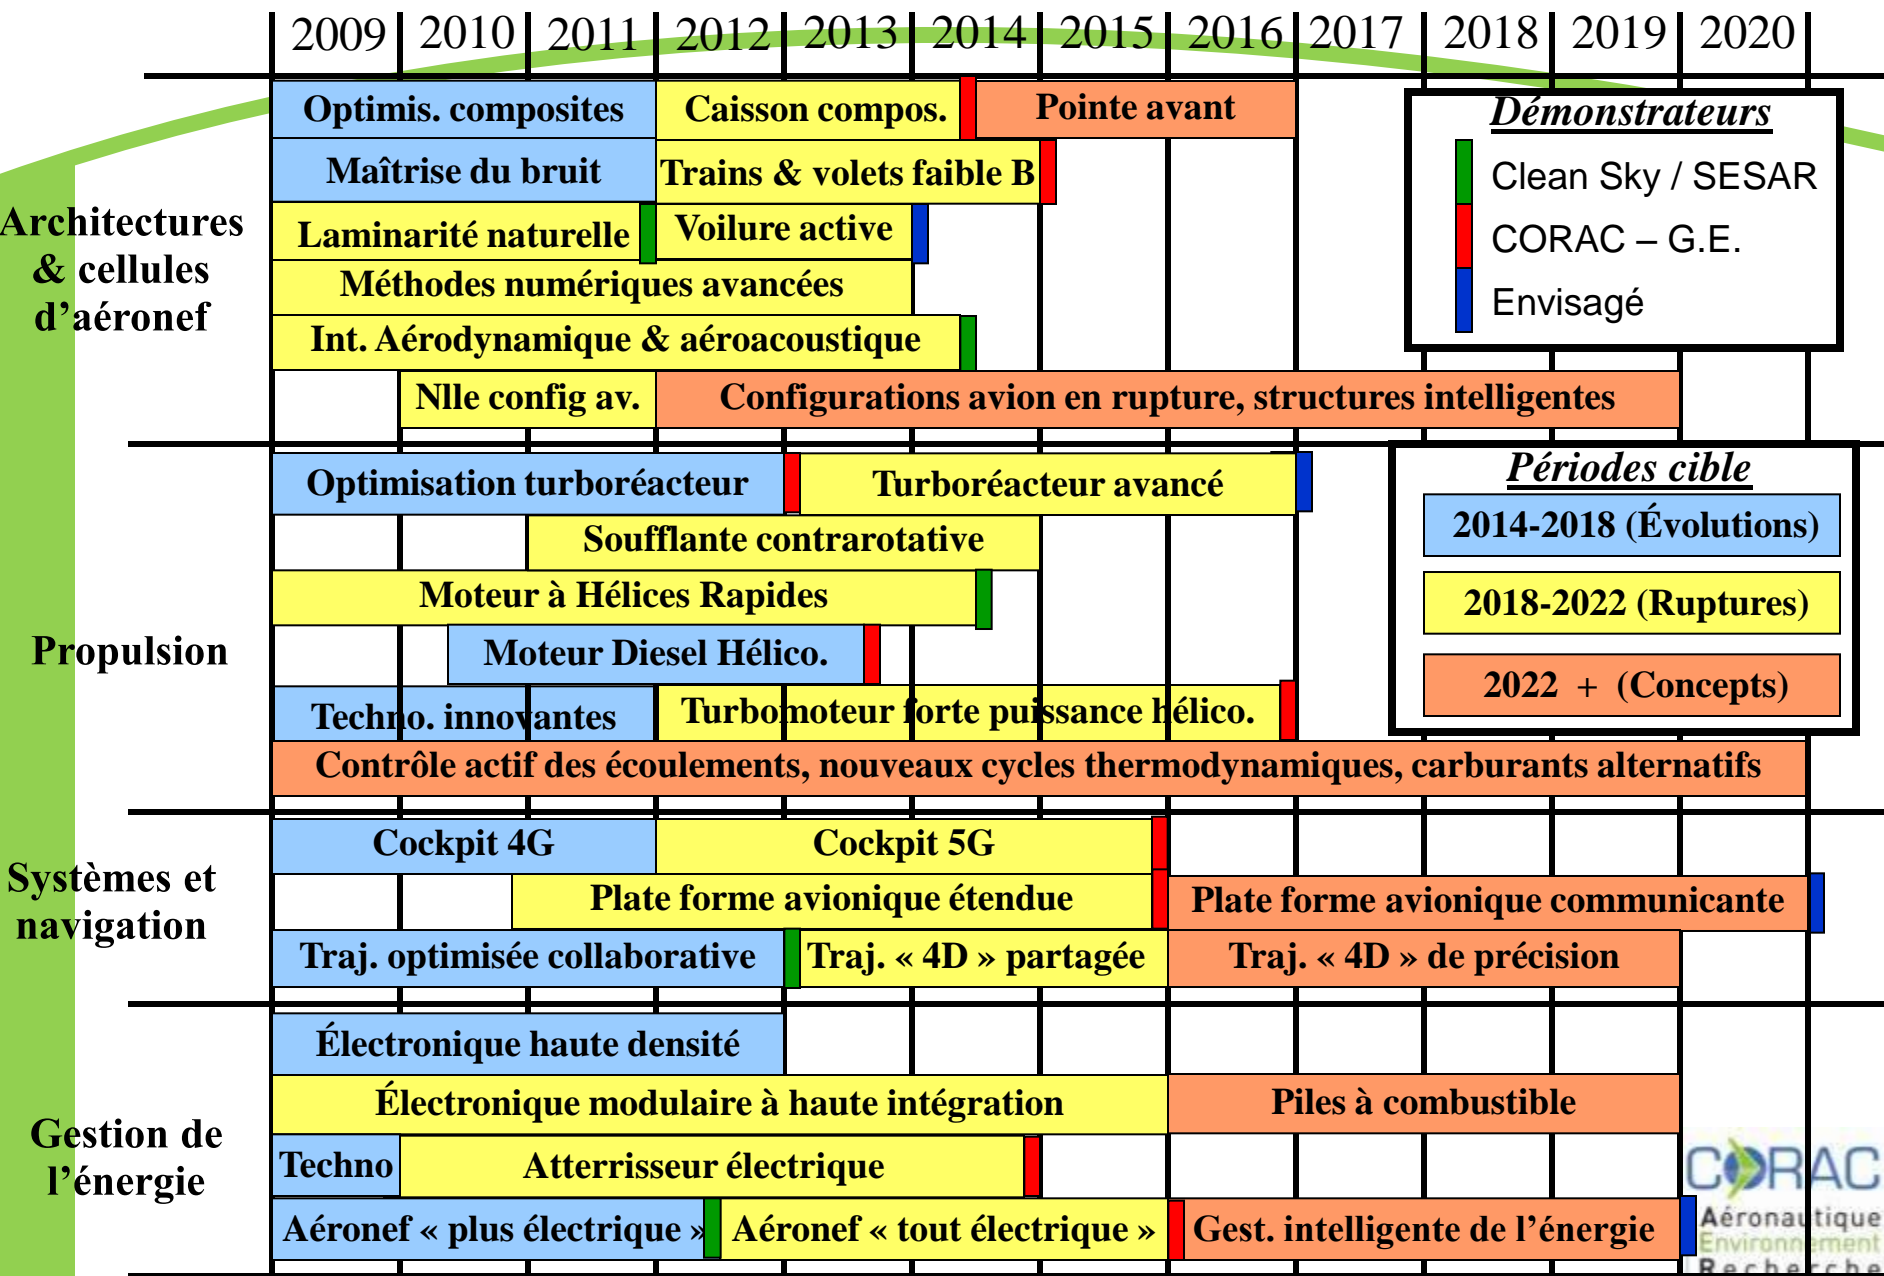 2009 2010 2011 2012 2013 2014 2015 2016 2017 2018 2019 2020
Architectures
& cellules
d’aéronef
Optimis. composites Caisson compos. Pointe avant
Maîtrise du bruit Trains & volets faible B
Laminarité naturelle Voilure active
Méthodes numériques avancées
Int. Aérodynamique & aéroacoustique
Nlle config av. Configurations avion en rupture, structures intelligentes
Démonstrateurs
Clean Sky / SESAR
CORAC – G.E.
Envisagé
Propulsion
Optimisation turboréacteur Turboréacteur avancé
Soufflante contrarotative
Moteur à Hélices Rapides
Moteur Diesel Hélico.
Techno. innovantes Turbomoteur forte puissance hélico.
Contrôle actif des écoulements, nouveaux cycles thermodynamiques, carburants alternatifs
Périodes cible
2014-2018 (Évolutions)
2018-2022 (Ruptures)
2022 + (Concepts)
Systèmes et
navigation
Cockpit 4G Cockpit 5G
Plate forme avionique étendue Plate forme avionique communicante
Traj. optimisée collaborative Traj. « 4D » partagée Traj. « 4D » de précision
Gestion de
l’énergie
Électronique haute densité
Électronique modulaire à haute intégration Piles à combustible
Techno Atterrisseur électrique
Aéronef « plus électrique » Aéronef « tout électrique » Gest. intelligente de l’énergie
CORAC
Aéronautique
Environnement
Recherche